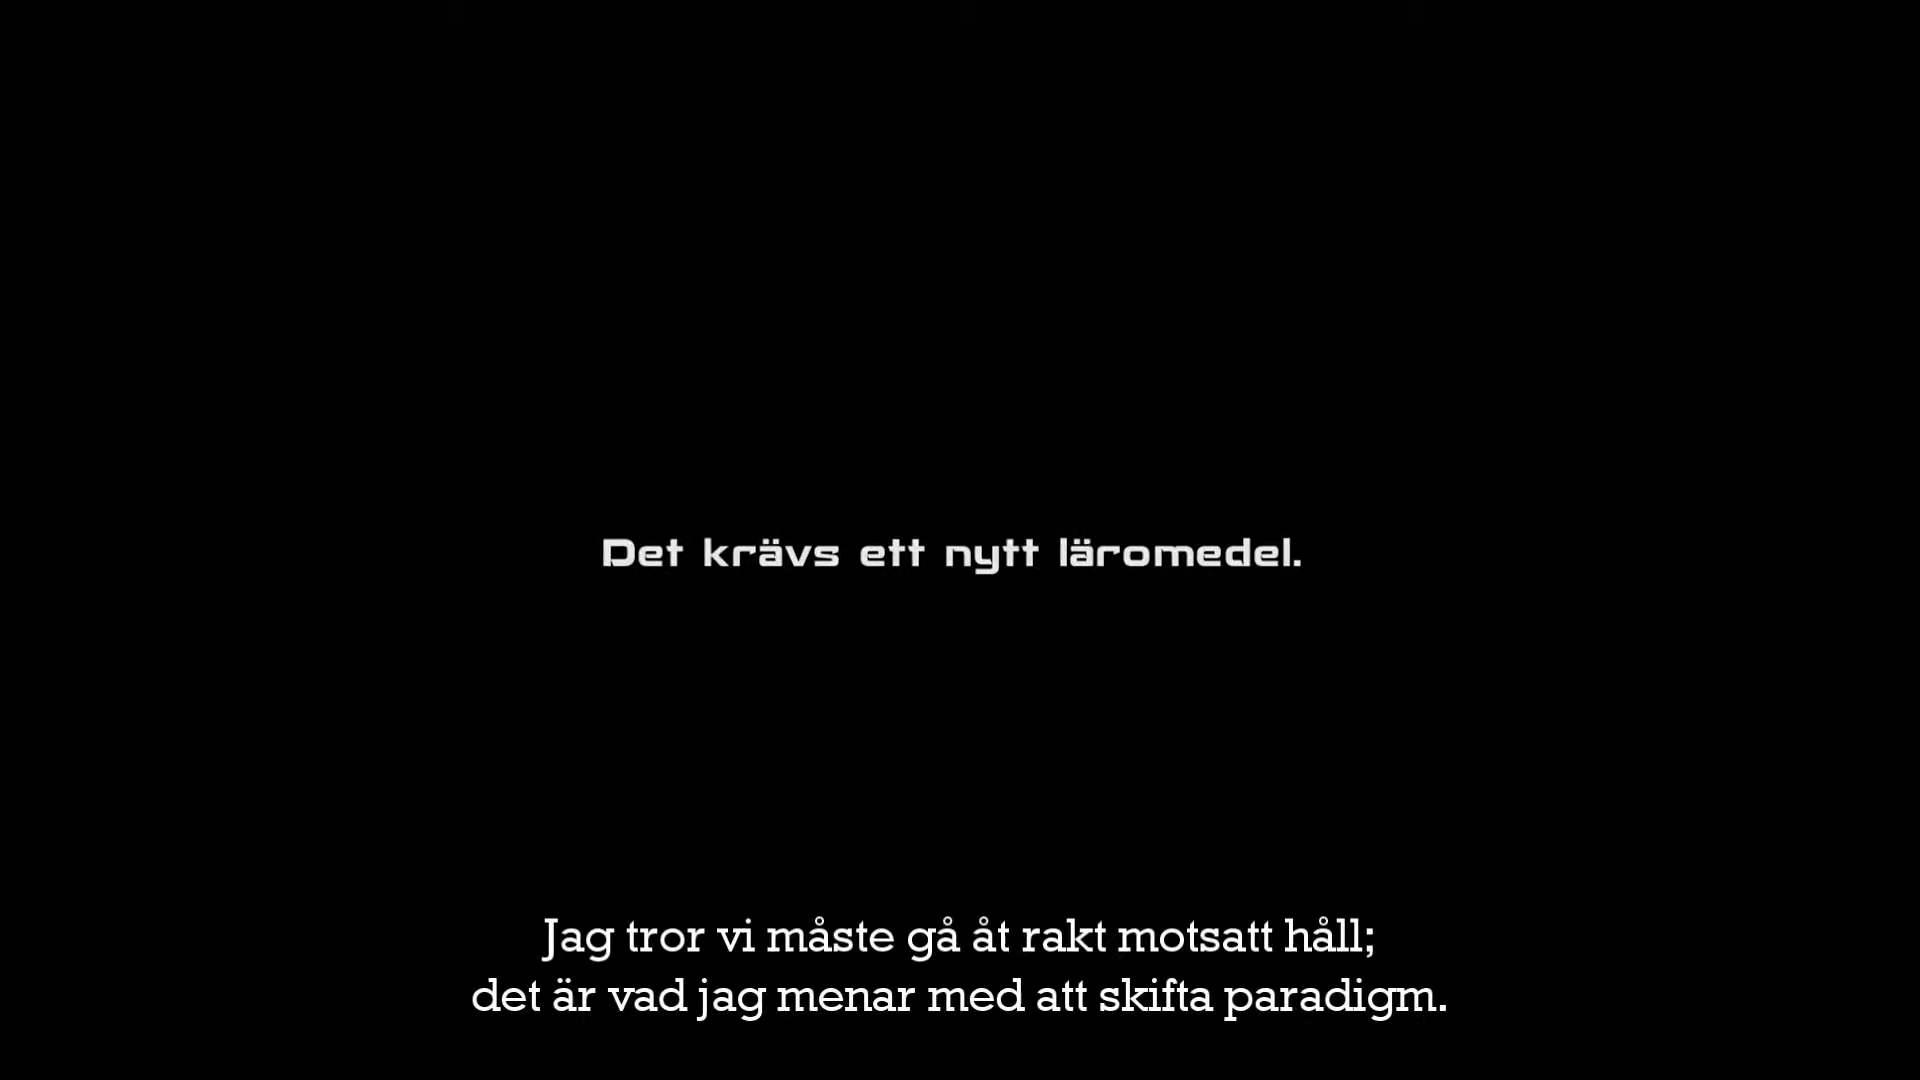 Det krävs ett nytt läromedel.
Jag tror vi måste gå åt rakt motsatt håll;
det är vad jag menar med att skifta paradigm.